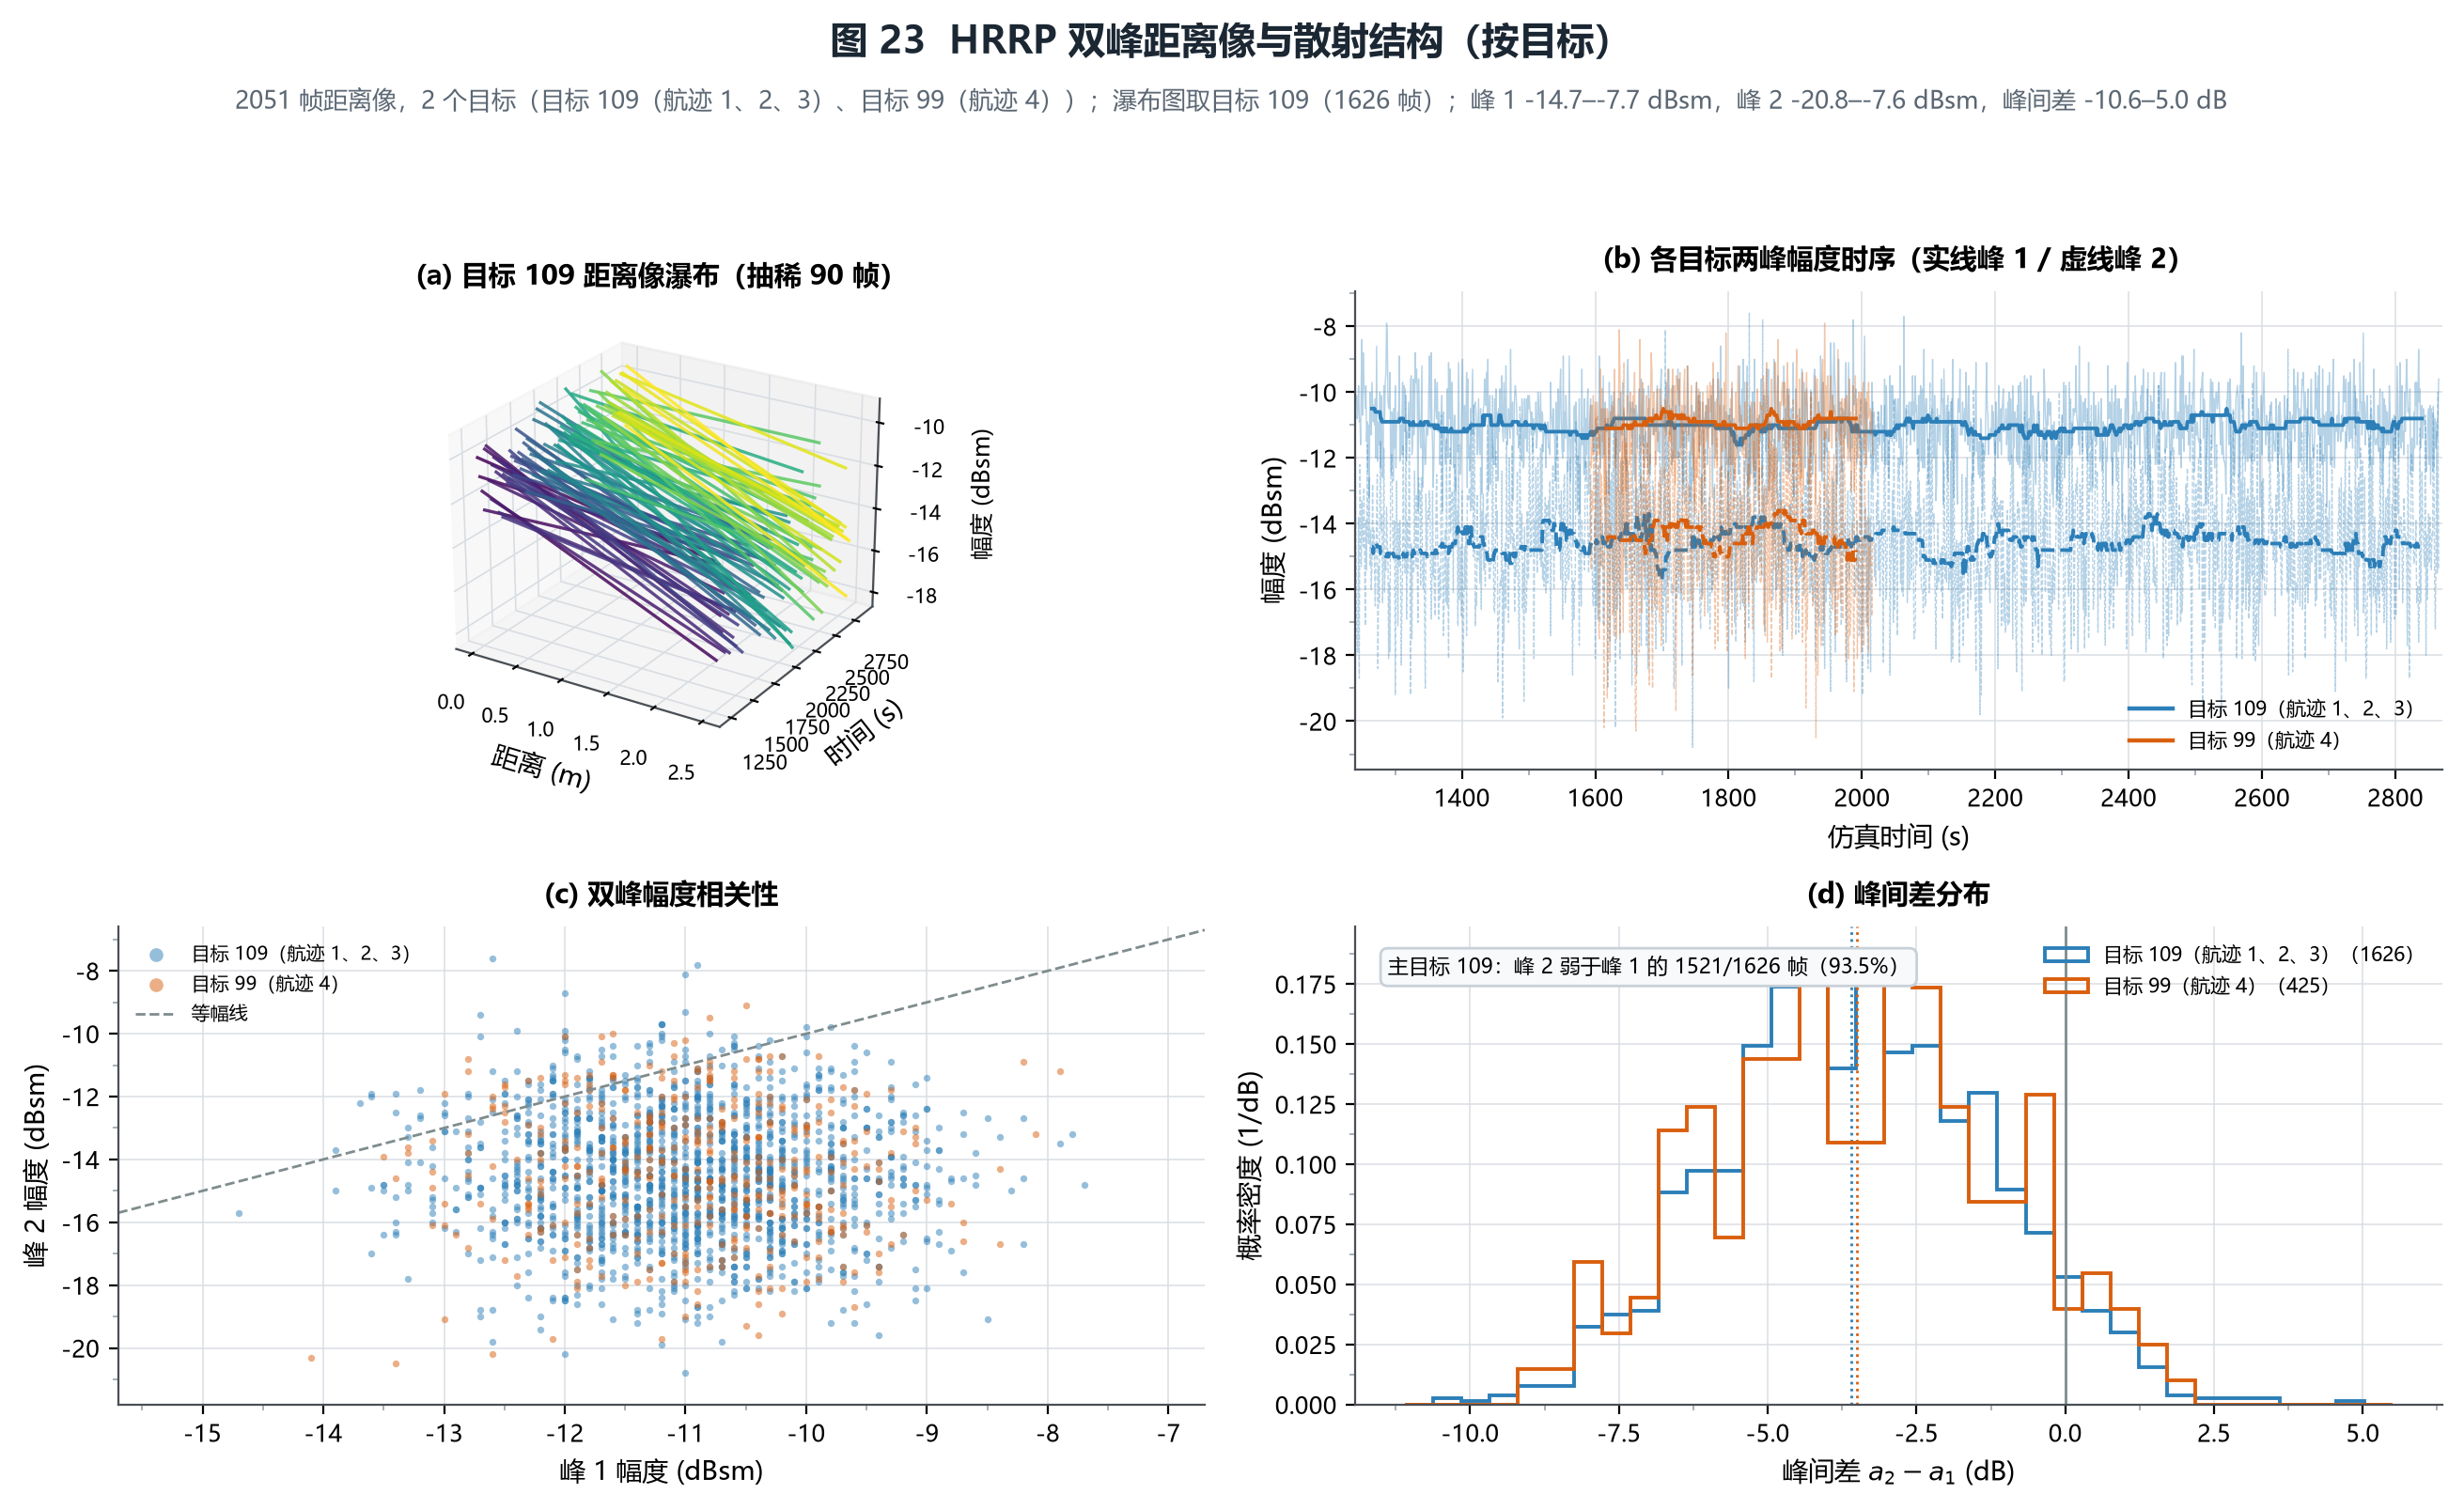 图 23  HRRP 双峰距离像与散射结构（按目标）
2051 帧距离像，2 个目标（目标 109（航迹 1、2、3）、目标 99（航迹 4））；瀑布图取目标 109（1626 帧）；峰 1 -14.7–-7.7 dBsm，峰 2 -20.8–-7.6 dBsm，峰间差 -10.6–5.0 dB
(a) 目标 109 距离像瀑布（抽稀 90 帧）
-10
-12
-14
-16
-18
幅度 (dBsm)
0.0
0.5
1.0
1.5
2.0
2.5
距离 (m)
1250
1500
1750
2000
2250
2500
2750
时间 (s)
(b) 各目标两峰幅度时序（实线峰 1 / 虚线峰 2）
-8
-10
-12
-14
-16
-18
-20
幅度 (dBsm)
目标 109（航迹 1、2、3）
目标 99（航迹 4）
1400 1600 1800 2000 2200 2400 2600 2800
仿真时间 (s)
(c) 双峰幅度相关性
目标 109（航迹 1、2、3）
目标 99（航迹 4）
等幅线
-8
-10
-12
-14
-16
-18
-20
峰 2 幅度 (dBsm)
-15 -14 -13 -12 -11 -10 -9 -8 -7
峰 1 幅度 (dBsm)
(d) 峰间差分布
主目标 109：峰 2 弱于峰 1 的 1521/1626 帧（93.5%）
目标 109（航迹 1、2、3）（1626）
目标 99（航迹 4）（425）
0.175
0.150
0.125
0.100
0.075
0.050
0.025
0.000
概率密度 (1/dB)
-10.0 -7.5 -5.0 -2.5 0.0 2.5 5.0
峰间差 a₂ − a₁ (dB)